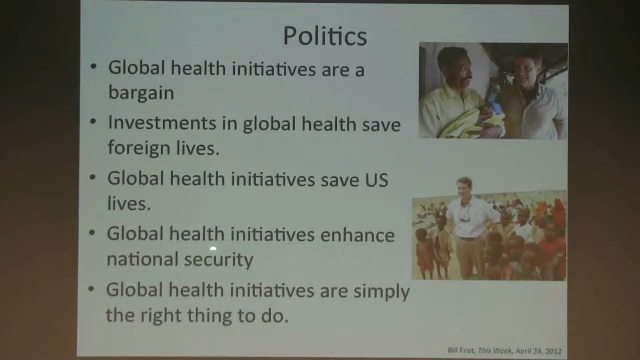 Politics
• Global health initiatives are a
bargain
• Investments in global health save
foreign lives.
• Global health initiatives save US
lives.
• Global health initiatives enhance
national security
• Global health initiatives are simply
the right thing to do.
Bill Frist, This Week, April 24, 2012